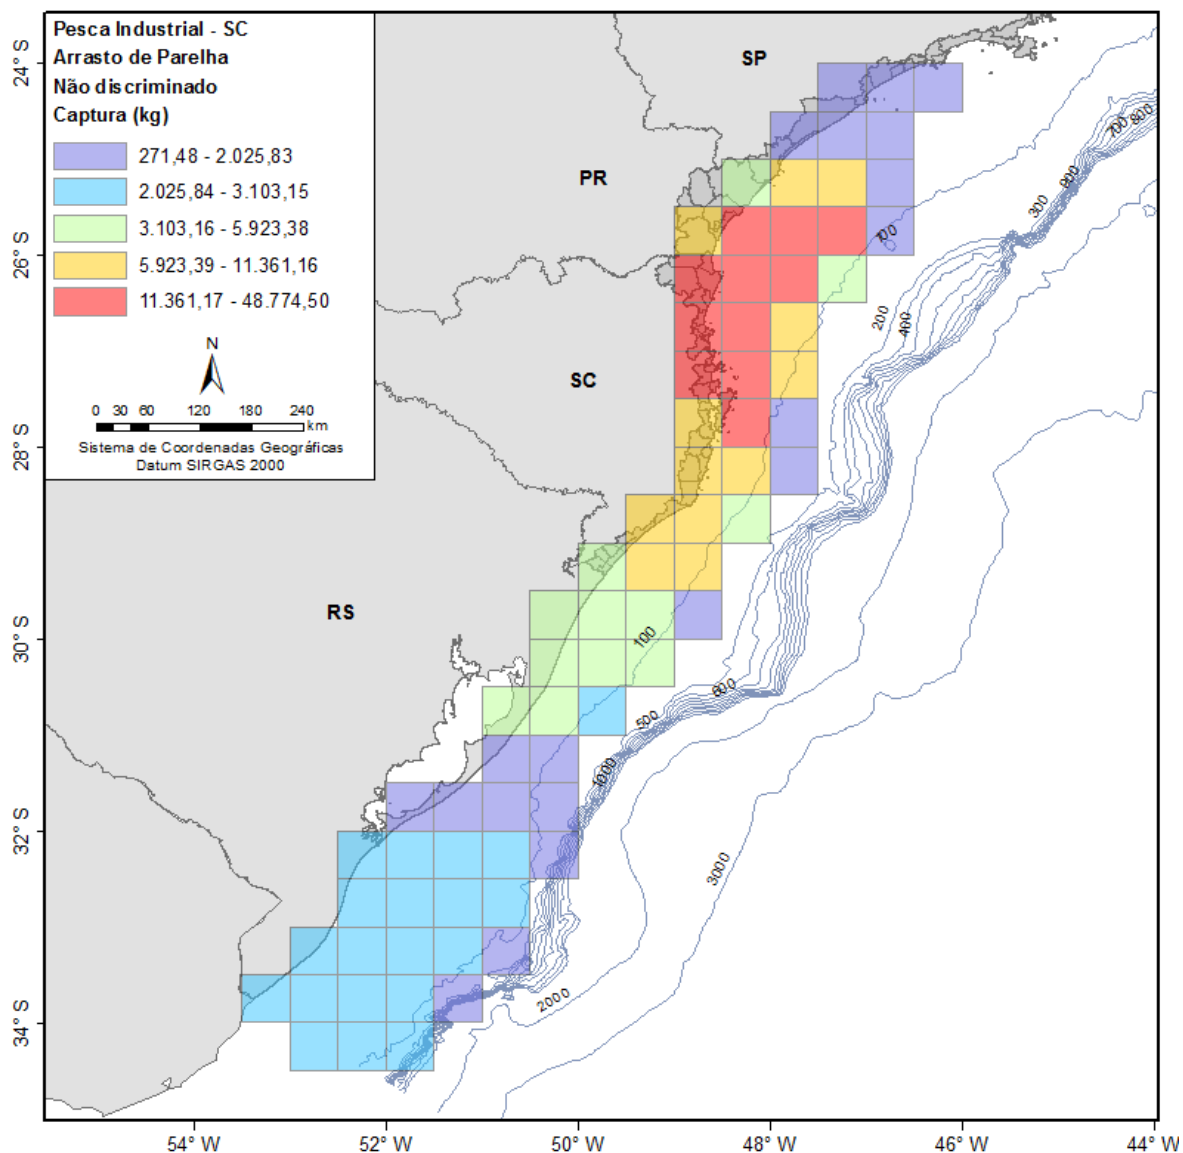 Pesca Industrial - SC
Arrasto de Parelha
Não discriminado
Captura (kg)
271,48 - 2.025,83
2.025,84 - 3.103,15
3.103,16 - 5.923,38
5.923,39 - 11.361,16
11.361,17 - 48.774,50
N
0 30 60 120 180 240
km
Sistema de Coordenadas Geográficas
Datum SIRGAS 2000
SP
PR
SC
RS
24° S
26° S
28° S
30° S
32° S
34° S
54° W
52° W
50° W
48° W
46° W
44° W
700
800
300
200
400
100
500
1000
2000
3000